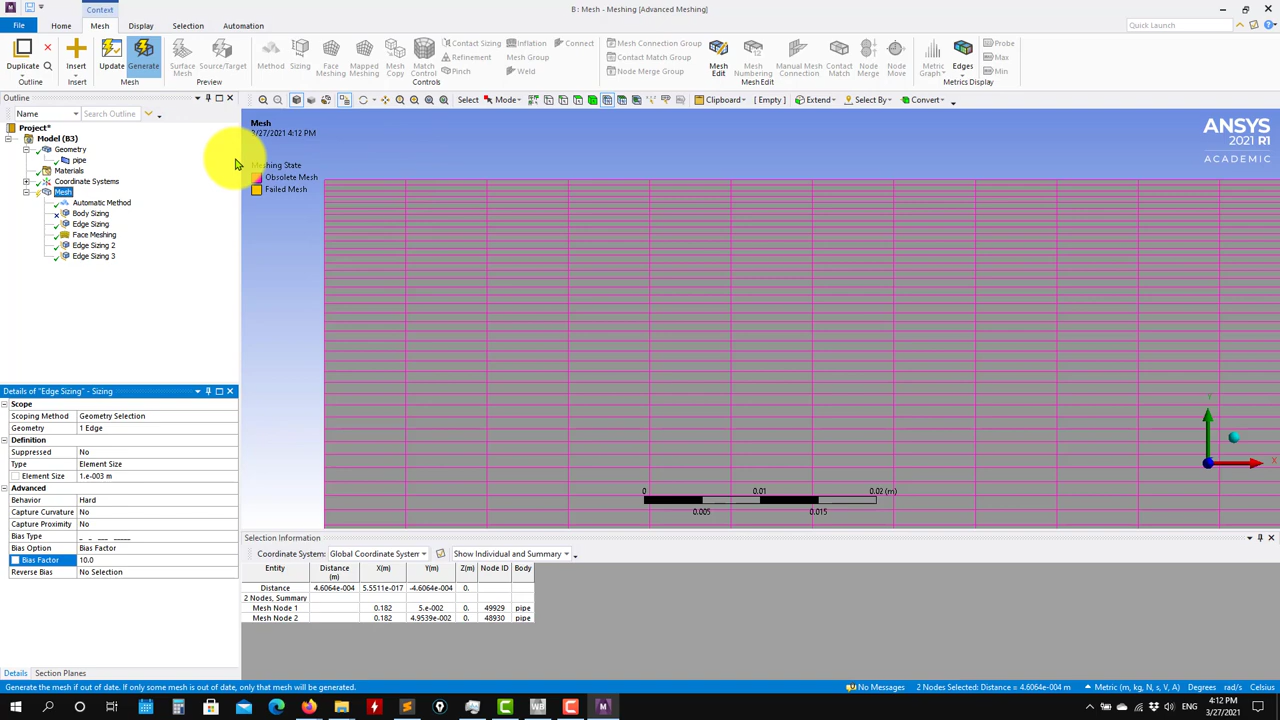 Context
B : Mesh - Meshing [Advanced Meshing]
File
Home
Mesh
Display
Selection
Automation
Quick Launch
Duplicate
Outline
Insert
Insert
Update
Generate
Mesh
Surface Mesh
Source/Target
Preview
Method
Sizing
Face Meshing
Mapped Meshing
Mesh Copy
Match Control
Contact Sizing
Refinement
Pinch
Inflation
Mesh Group
Weld
Connect
Controls
Mesh Connection Group
Contact Match Group
Node Merge Group
Mesh Edit
Mesh Numbering
Manual Mesh Connection
Contact Match
Node Merge
Node Move
Mesh Edit
Mesh Graph
Metric
Edges
Probe
Max
Min
Metrics Display
Outline
Name
Search Outline
Select
Mode
Clipboard
[ Empty ]
Extend
Select By
Convert
Project*
Model (B3)
Geometry
pipe
Materials
Coordinate Systems
Mesh
Automatic Method
Body Sizing
Edge Sizing
Face Meshing
Edge Sizing 2
Edge Sizing 3
Mesh
3/27/2021 4:12 PM
Meshing State
Obsolete Mesh
Failed Mesh
ANSYS
2021 R1
ACADEMIC
Y
X
0 0.01 0.02 (m)
0.005 0.015
Details of "Edge Sizing" - Sizing
Scope
Scoping Method Geometry Selection
Geometry 1 Edge
Definition
Suppressed No
Type Element Size
Element Size 1.e-003 m
Advanced
Behavior Hard
Capture Curvature No
Capture Proximity No
Bias Type _ _ __ ___ _____
Bias Option Bias Factor
Bias Factor 10.0
Reverse Bias No Selection
Details
Section Planes
Selection Information
Coordinate System: Global Coordinate System
Show Individual and Summary
Entity Distance (m) X(m) Y(m) Z(m) Node ID Body
Distance 4.6064e-004 5.5511e-017 -4.6064e-004 0.
2 Nodes, Summary
Mesh Node 1 0.182 5.e-002 0. 49929 pipe
Mesh Node 2 0.182 4.9539e-002 0. 48930 pipe
Generate the mesh if out of date. If only some mesh is out of date, only that mesh will be generated.
No Messages
2 Nodes Selected: Distance = 4.6064e-004 m
Metric (m, kg, N, s, V, A)
Degrees
rad/s
Celsius
ENG
4:12 PM
3/27/2021